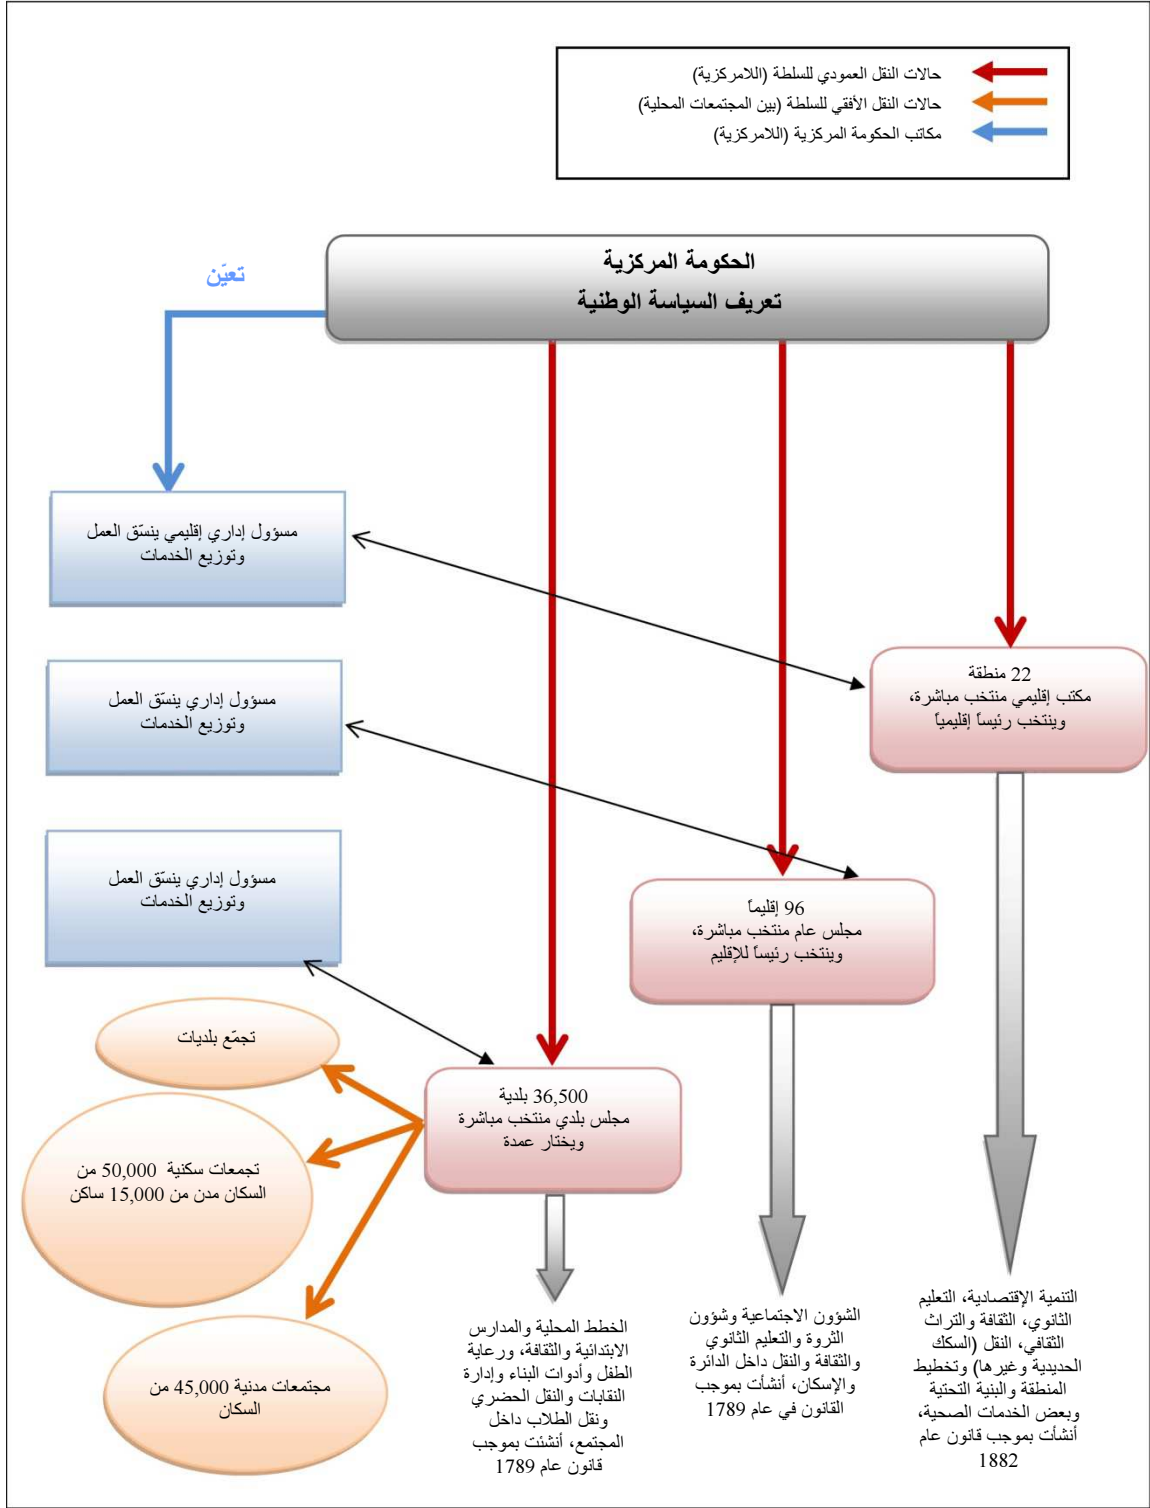 حالات النقل العمودي للسلطة (اللامركزية)
حالات النقل الأفقي للسلطة (بين المجتمعات المحلية)
مكاتب الحكومة المركزية (اللامركزية)
الحكومة المركزية
تعريف السياسة الوطنية
تعيّن
مسؤول إداري إقليمي ينسّق العمل
وتوزيع الخدمات
22 منطقة
مكتب إقليمي منتخب مباشرة،
وينتخب رئيساً إقليمياً
مسؤول إداري ينسّق العمل
وتوزيع الخدمات
مسؤول إداري ينسّق العمل
وتوزيع الخدمات
96 إقليماً
مجلس عام منتخب مباشرة،
وينتخب رئيساً للإقليم
تجمّع بلديات
36,500 بلدية
مجلس بلدي منتخب مباشرة
ويختار عمدة
تجمعات سكنية 50,000 من
السكان مدن من 15,000 ساكن
مجتمعات مدنية 45,000 من
السكان
التنمية الإقتصادية، التعليم
الثانوي، الثقافة والتراث
الثقافي، النقل (السكك
الحديدية وغيرها) وتخطيط
المنطقة والبنية التحتية
وبعض الخدمات الصحية،
أنشأت بموجب قانون عام
1882
الشؤون الاجتماعية وشؤون
الثروة والتعليم الثانوي
والثقافة والنقل داخل الدائرة
والإسكان، أنشأت بموجب
القانون في عام 1789
الخطط المحلية والمدارس
الابتدائية والثقافة، ورعاية
الطفل وأدوات البناء وإدارة
النقابات والنقل الحضري
ونقل الطلاب داخل
المجتمع، أنشئت بموجب
قانون عام 1789